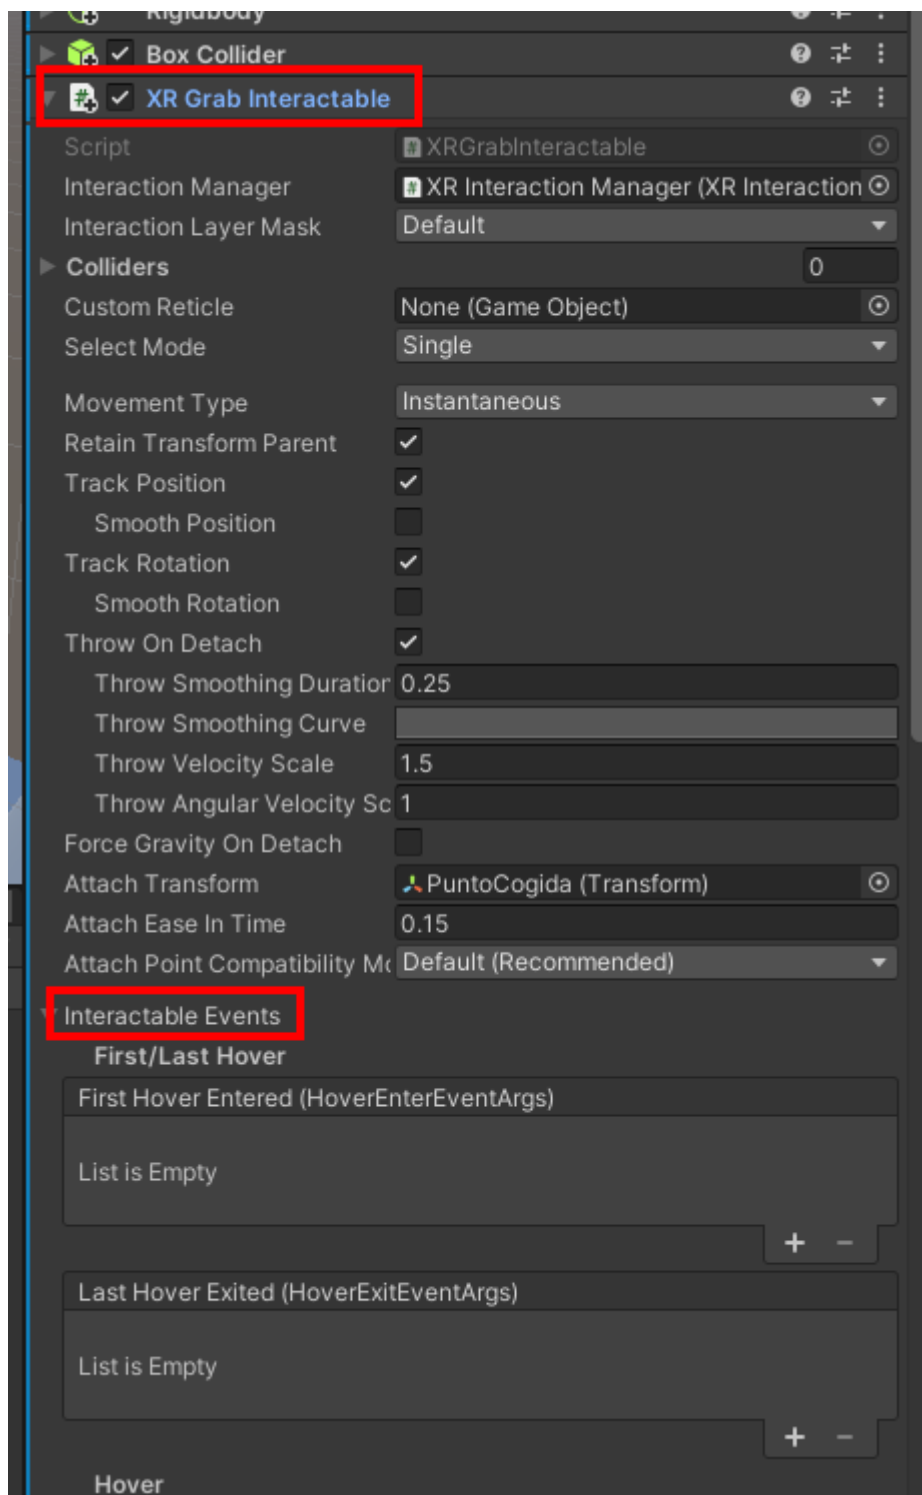 Rigidbody
Box Collider
XR Grab Interactable
Script XRGrabInteractable
Interaction Manager XR Interaction Manager (XR Interaction
Interaction Layer Mask Default
Colliders 0
Custom Reticle None (Game Object)
Select Mode Single
Movement Type Instantaneous
Retain Transform Parent
Track Position
Smooth Position
Track Rotation
Smooth Rotation
Throw On Detach
Throw Smoothing Duration 0.25
Throw Smoothing Curve
Throw Velocity Scale 1.5
Throw Angular Velocity Sc 1
Force Gravity On Detach
Attach Transform PuntoCogida (Transform)
Attach Ease In Time 0.15
Attach Point Compatibility Mo Default (Recommended)
Interactable Events
First/Last Hover
First Hover Entered (HoverEnterEventArgs)
List is Empty
+ −
Last Hover Exited (HoverExitEventArgs)
List is Empty
+ −
Hover